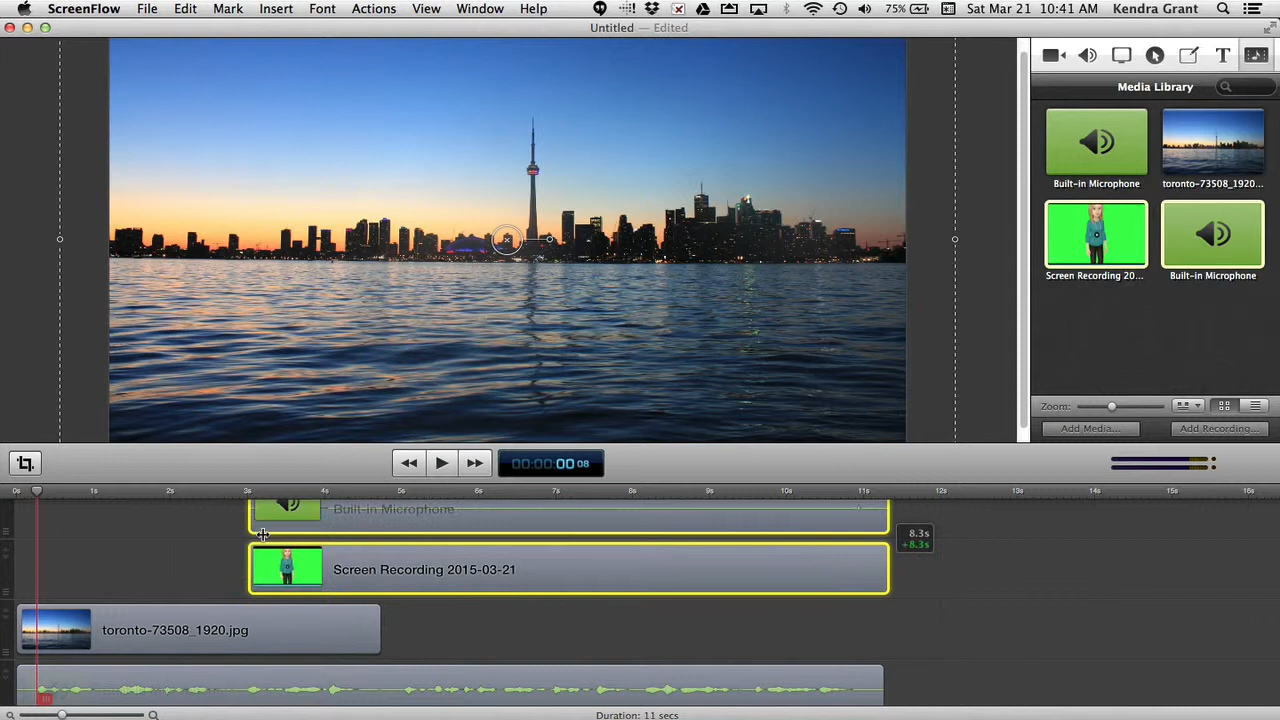 ScreenFlow File Edit Mark Insert Font Actions View Window Help 75% Sat Mar 21 10:41 AM Kendra Grant
Untitled — Edited
Media Library
Built-in Microphone toronto-73508_1920...
Screen Recording 20... Built-in Microphone
Zoom:
Add Media... Add Recording...
00:00:00 08
0s 1s 2s 3s 4s 5s 6s 7s 8s 9s 10s 11s 12s 13s 14s 15s 16s
Built-in Microphone
8.3s
+8.3s
Screen Recording 2015-03-21
toronto-73508_1920.jpg
Duration: 11 secs